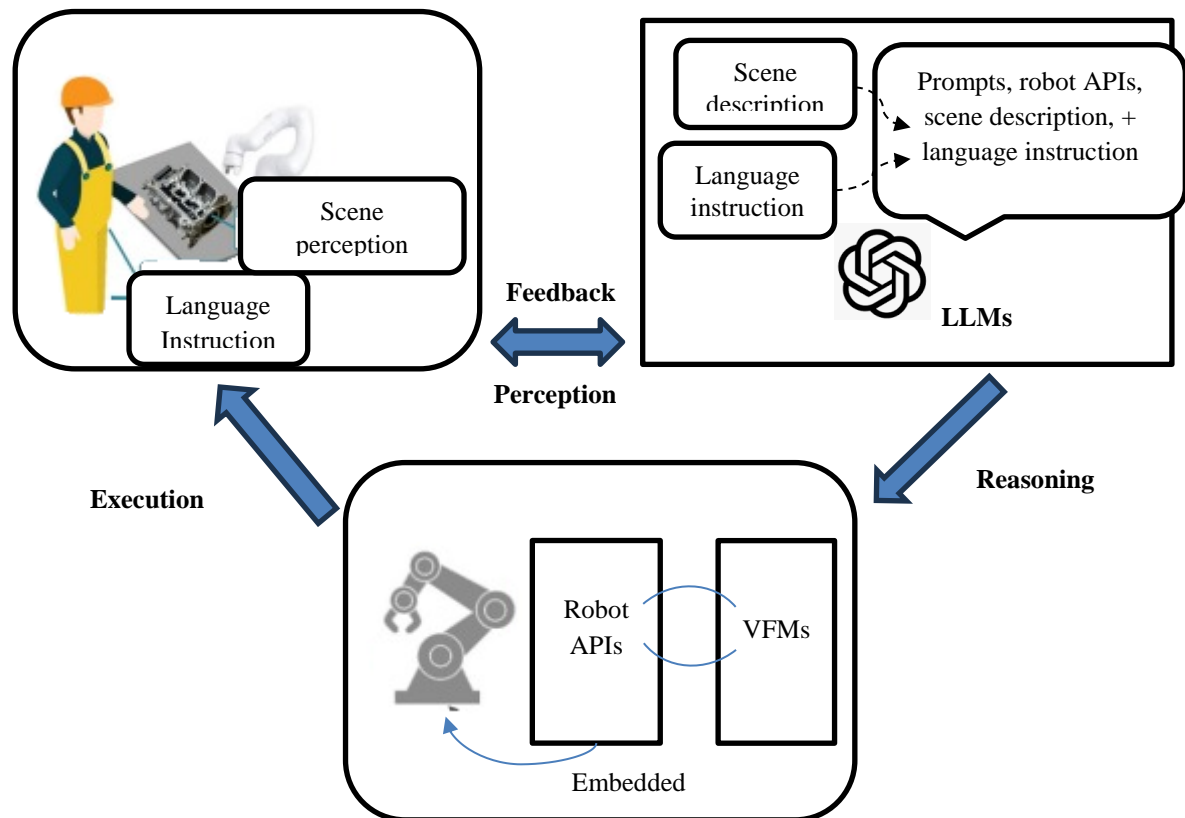 Scene
perception
Language
Instruction
Feedback
Perception
Scene
description
Language
instruction
Prompts, robot APIs,
scene description, +
language instruction
LLMs
Execution
Reasoning
Robot
APIs
VFMs
Embedded